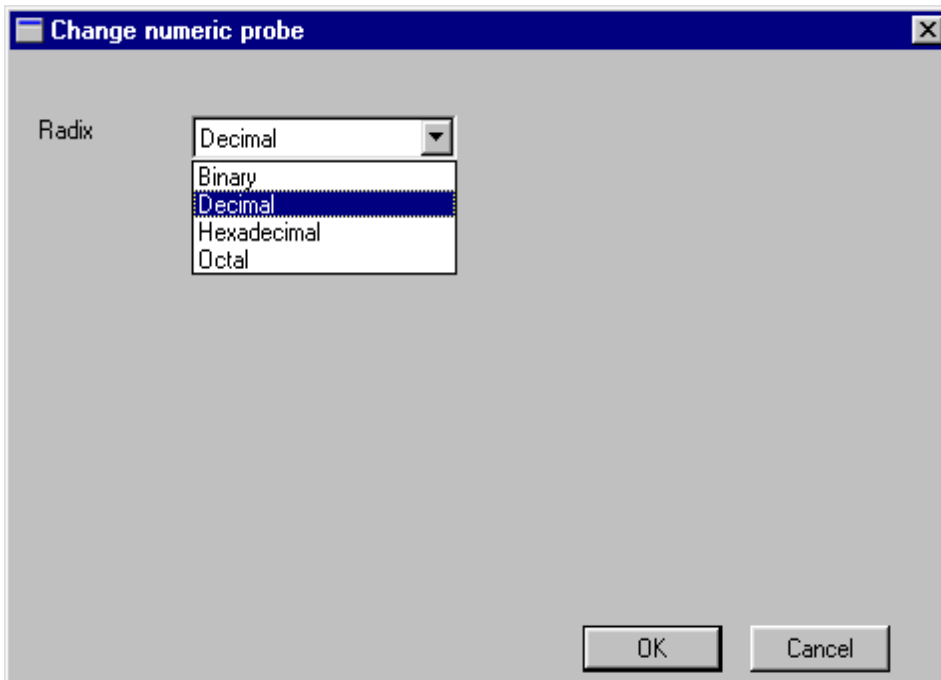 Change numeric probe
Radix
Decimal
Binary
Decimal
Hexadecimal
Octal
OK
Cancel